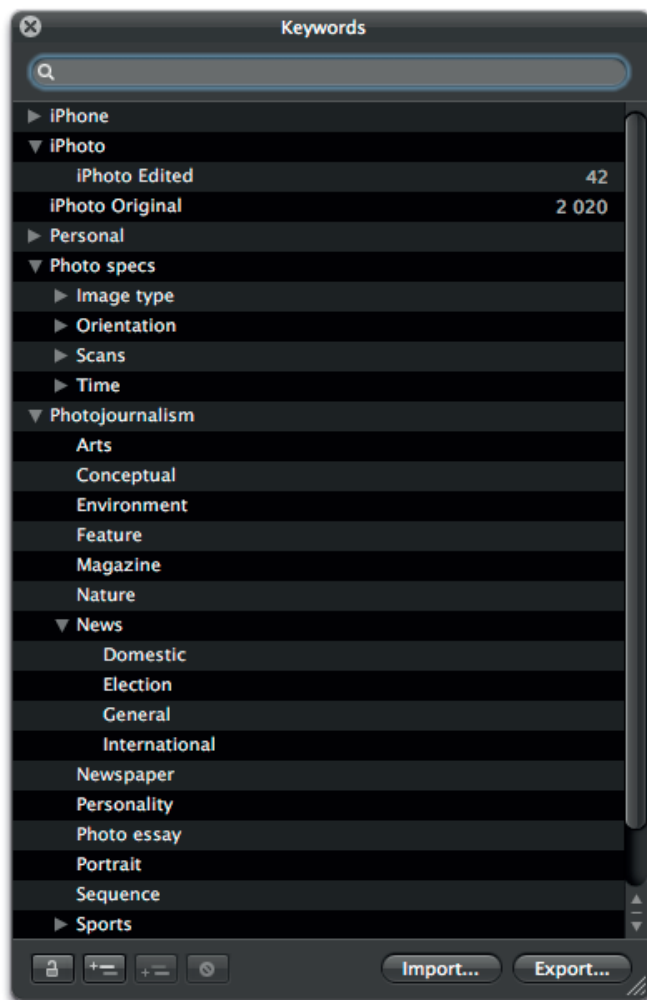 Keywords
iPhone
iPhoto
iPhoto Edited 42
iPhoto Original 2 020
Personal
Photo specs
Image type
Orientation
Scans
Time
Photojournalism
Arts
Conceptual
Environment
Feature
Magazine
Nature
News
Domestic
Election
General
International
Newspaper
Personality
Photo essay
Portrait
Sequence
Sports
Import... Export...